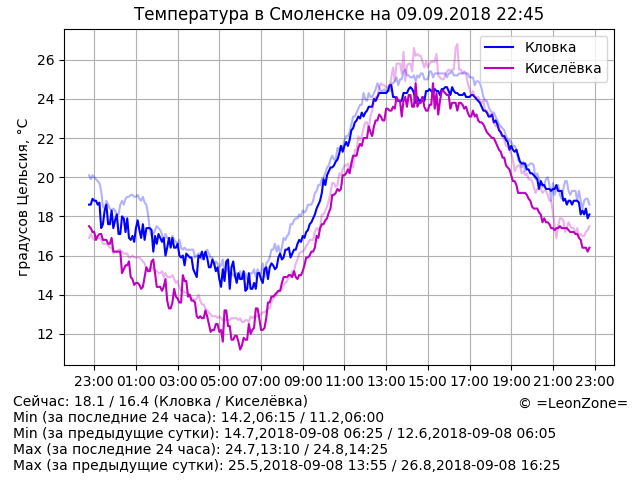 Температура в Смоленске на 09.09.2018 22:45
Кловка
Киселёвка
градусов Цельсия, °C
26
24
22
20
18
16
14
12
23:00 01:00 03:00 05:00 07:00 09:00 11:00 13:00 15:00 17:00 19:00 21:00 23:00
Сейчас: 18.1 / 16.4 (Кловка / Киселёвка)
© =LeonZone=
Min (за последние 24 часа): 14.2,06:15 / 11.2,06:00
Min (за предыдущие сутки): 14.7,2018-09-08 06:25 / 12.6,2018-09-08 06:05
Max (за последние 24 часа): 24.7,13:10 / 24.8,14:25
Max (за предыдущие сутки): 25.5,2018-09-08 13:55 / 26.8,2018-09-08 16:25